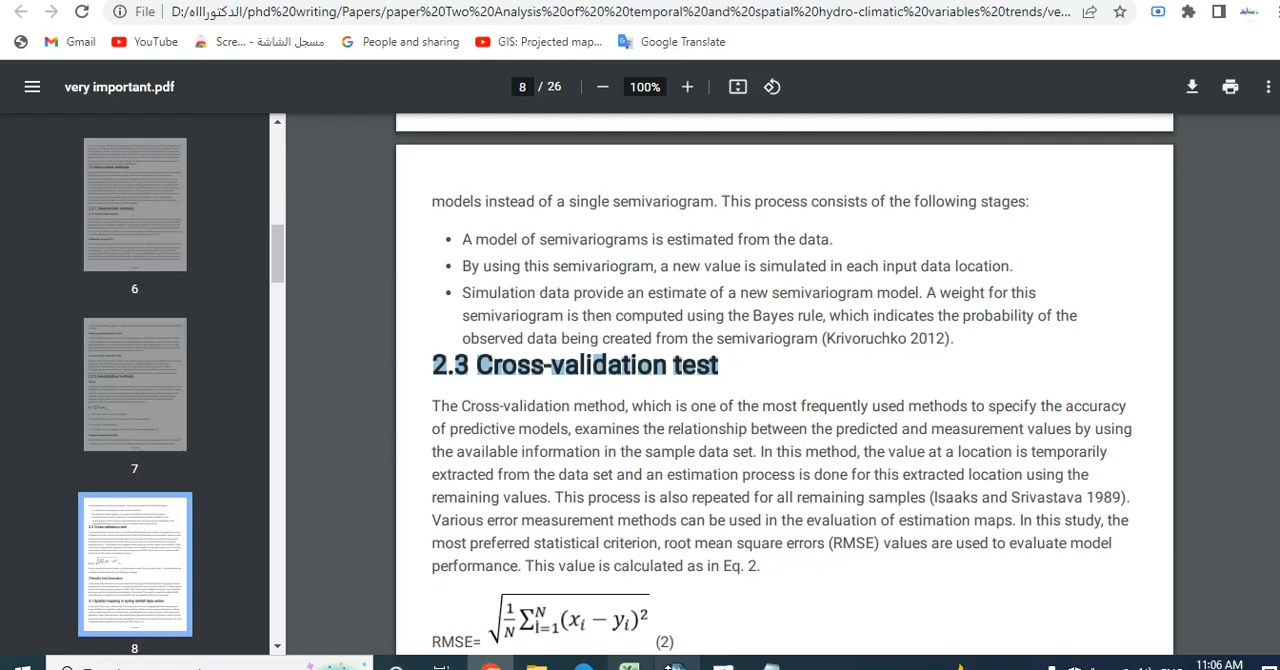 File
D:/الدكتوراااه/phd%20writing/Papers/paper%20Two%20Analysis%20of%20%20temporal%20and%20spatial%20hydro-climatic%20variables%20trends/ve...
Gmail
YouTube
Scre... - مسجل الشاشة
People and sharing
GIS: Projected map...
Google Translate
very important.pdf
8 / 26
100%
6
7
8
models instead of a single semivariogram. This process consists of the following stages:
• A model of semivariograms is estimated from the data.
• By using this semivariogram, a new value is simulated in each input data location.
• Simulation data provide an estimate of a new semivariogram model. A weight for this
semivariogram is then computed using the Bayes rule, which indicates the probability of the
observed data being created from the semivariogram (Krivoruchko 2012).
2.3 Cross-validation test
The Cross-validation method, which is one of the most frequently used methods to specify the accuracy
of predictive models, examines the relationship between the predicted and measurement values by using
the available information in the sample data set. In this method, the value at a location is temporarily
extracted from the data set and an estimation process is done for this extracted location using the
remaining values. This process is also repeated for all remaining samples (Isaaks and Srivastava 1989).
Various error measurement methods can be used in the evaluation of estimation maps. In this study, the
most preferred statistical criterion, root mean square errors (RMSE) values are used to evaluate model
performance. This value is calculated as in Eq. 2.
RMSE= √(1/N ∑_{i=1}^{N} (x_i − y_i)²) (2)
11:06 AM